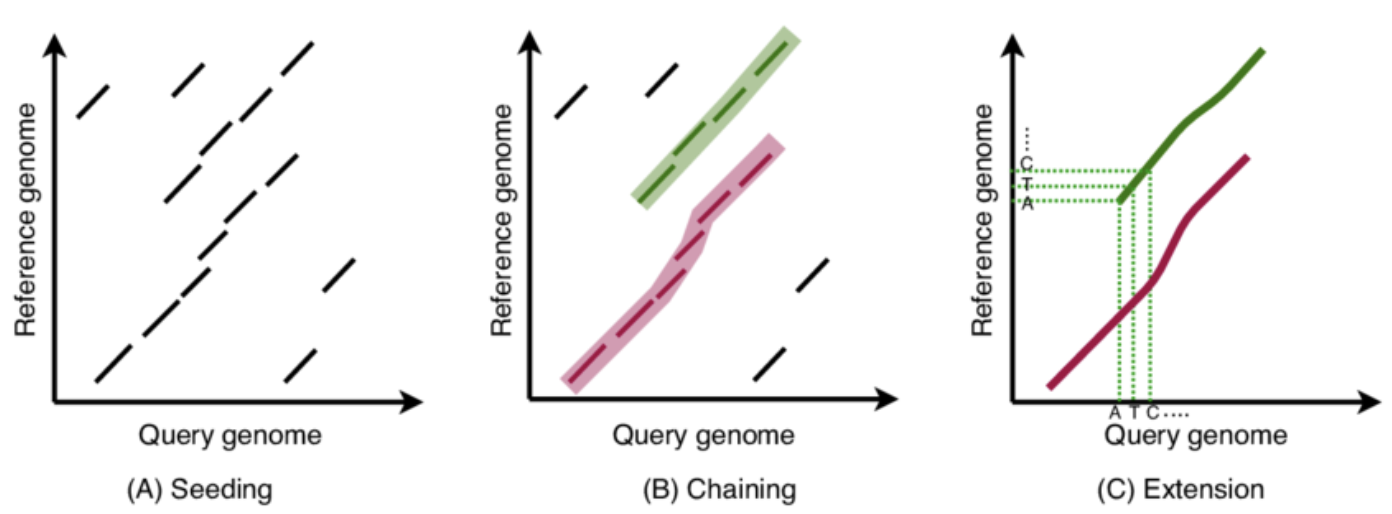 Reference genome
Query genome
(A) Seeding
Reference genome
Query genome
(B) Chaining
Reference genome
C
T
A
A T C ....
Query genome
(C) Extension